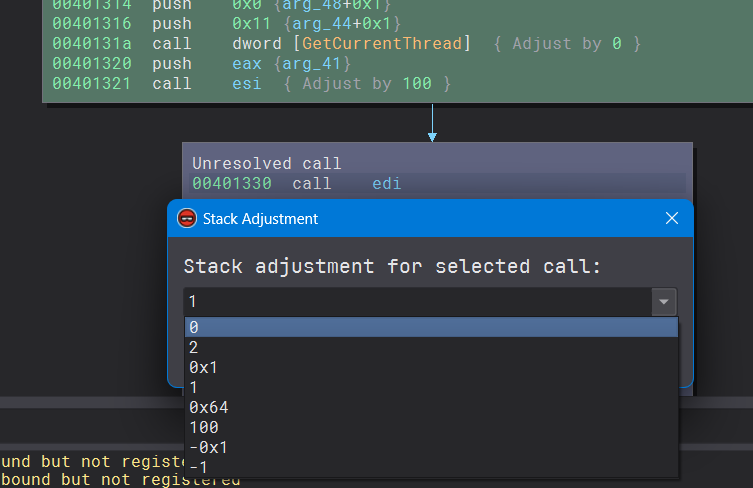 00401314 push 0x0 {arg_48+0x1}
00401316 push 0x11 {arg_44+0x1}
0040131a call dword [GetCurrentThread] { Adjust by 0 }
00401320 push eax {arg_41}
00401321 call esi { Adjust by 100 }
Unresolved call
00401330 call edi
Stack Adjustment
Stack adjustment for selected call:
1
0
2
0x1
1
0x64
100
-0x1
-1
und but not registe
bound but not registered